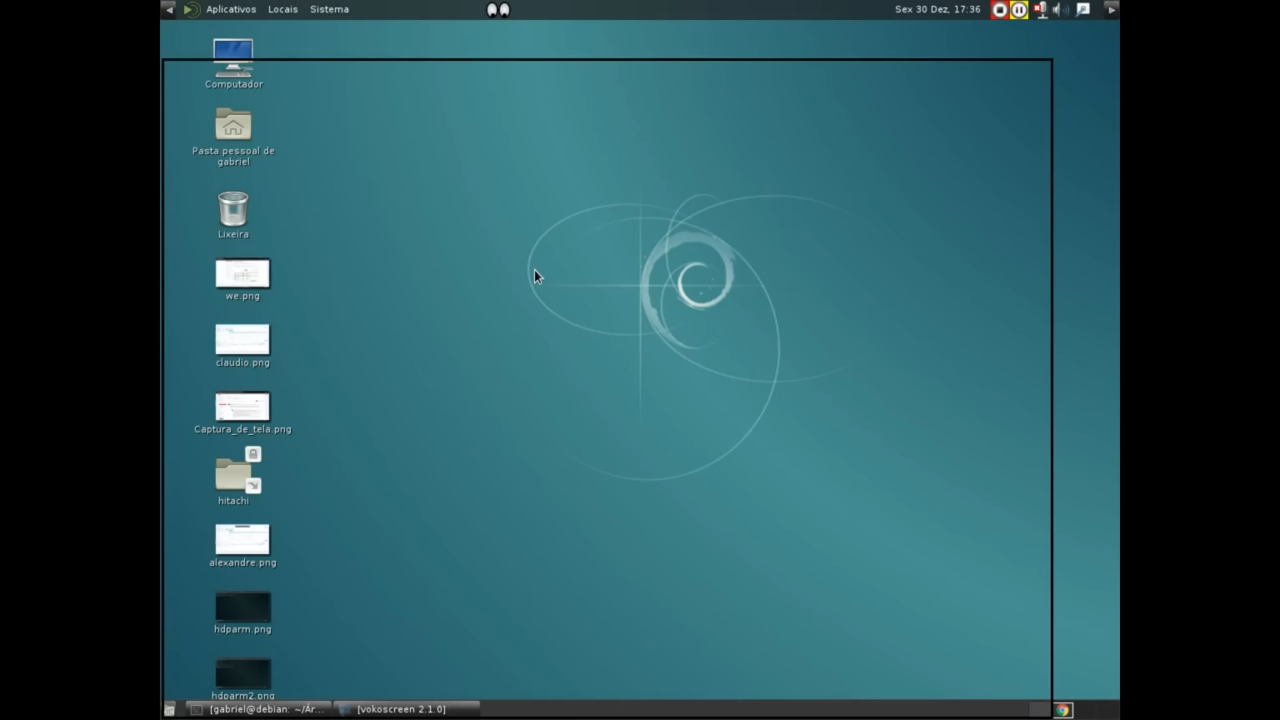 Aplicativos Locais Sistema
Sex 30 Dez, 17:36
Computador
Pasta pessoal de
gabriel
Lixeira
we.png
claudio.png
Captura_de_tela.png
hitachi
alexandre.png
hdparm.png
hdparm2.png
[gabriel@debian: ~/Ár...
[vokoscreen 2.1.0]